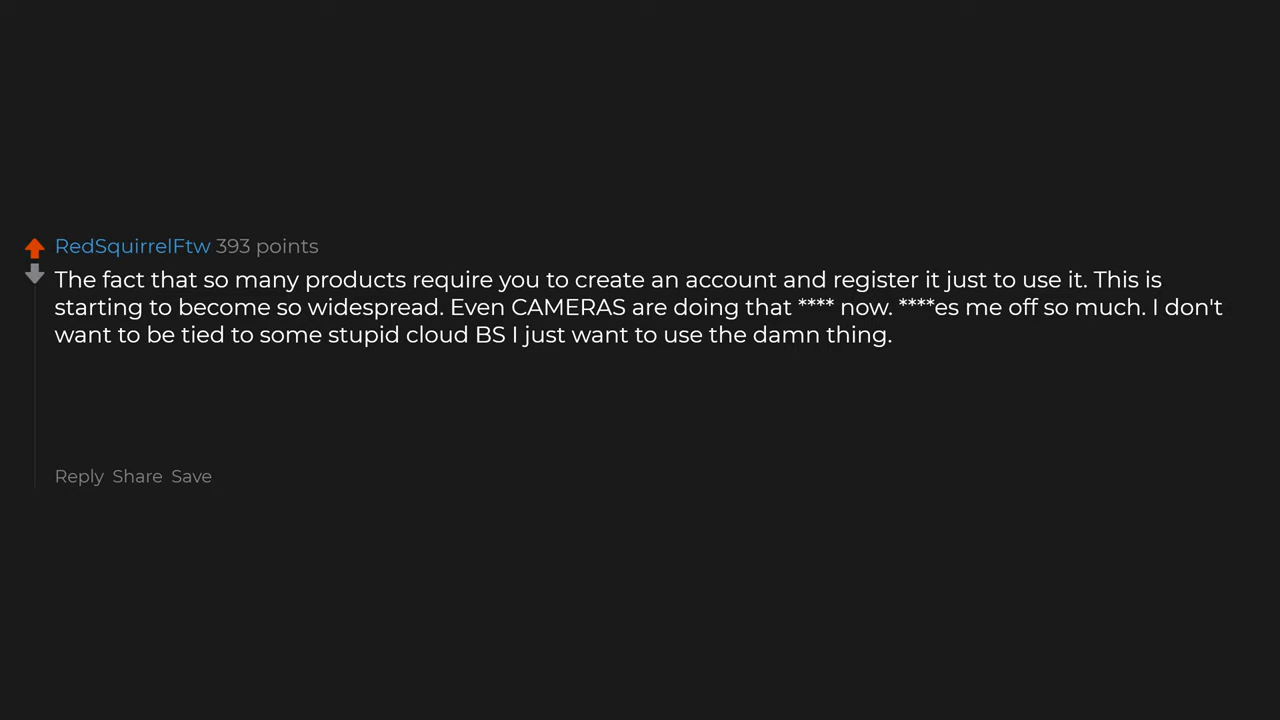 RedSquirrelFtw 393 points
The fact that so many products require you to create an account and register it just to use it. This is
starting to become so widespread. Even CAMERAS are doing that **** now. ****es me off so much. I don't
want to be tied to some stupid cloud BS I just want to use the damn thing.
Reply Share Save